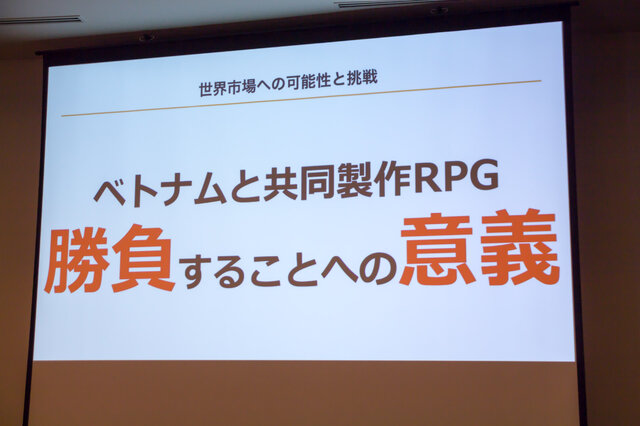 世界市場への可能性と挑戦
ベトナムと共同製作RPG
勝負することへの意義